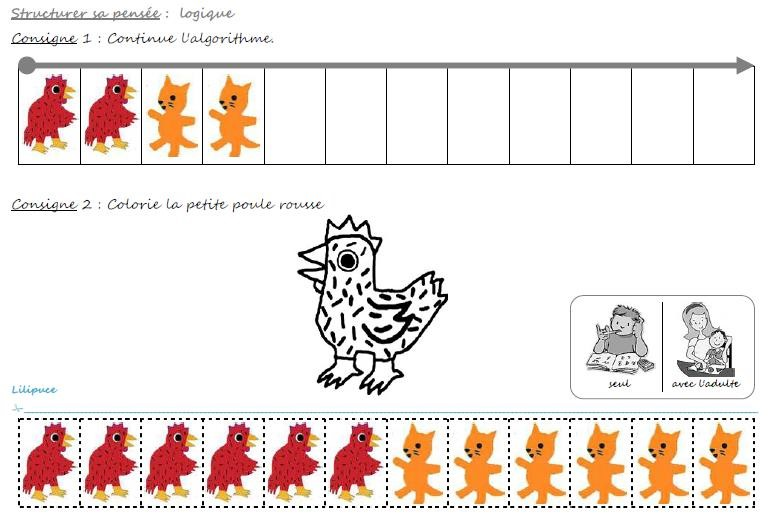 Structurer sa pensée : logique
Consigne 1 : Continue l'algorithme.
Consigne 2 : Colorie la petite poule rousse
seul
avec l'adulte
Lilipuce